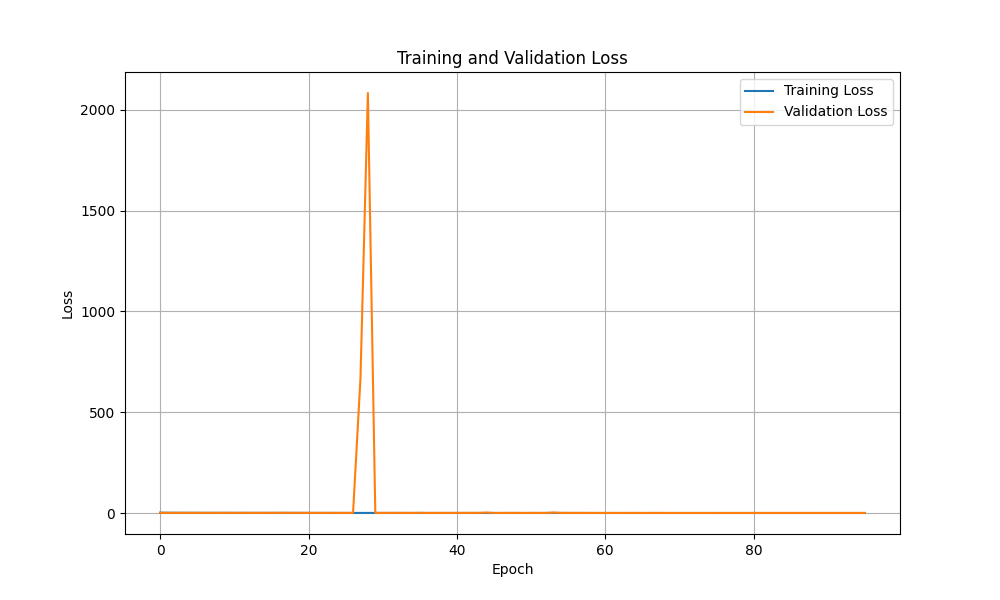 Training and Validation Loss
Training Loss
Validation Loss
2000
1500
1000
500
0
Loss
0 20 40 60 80
Epoch